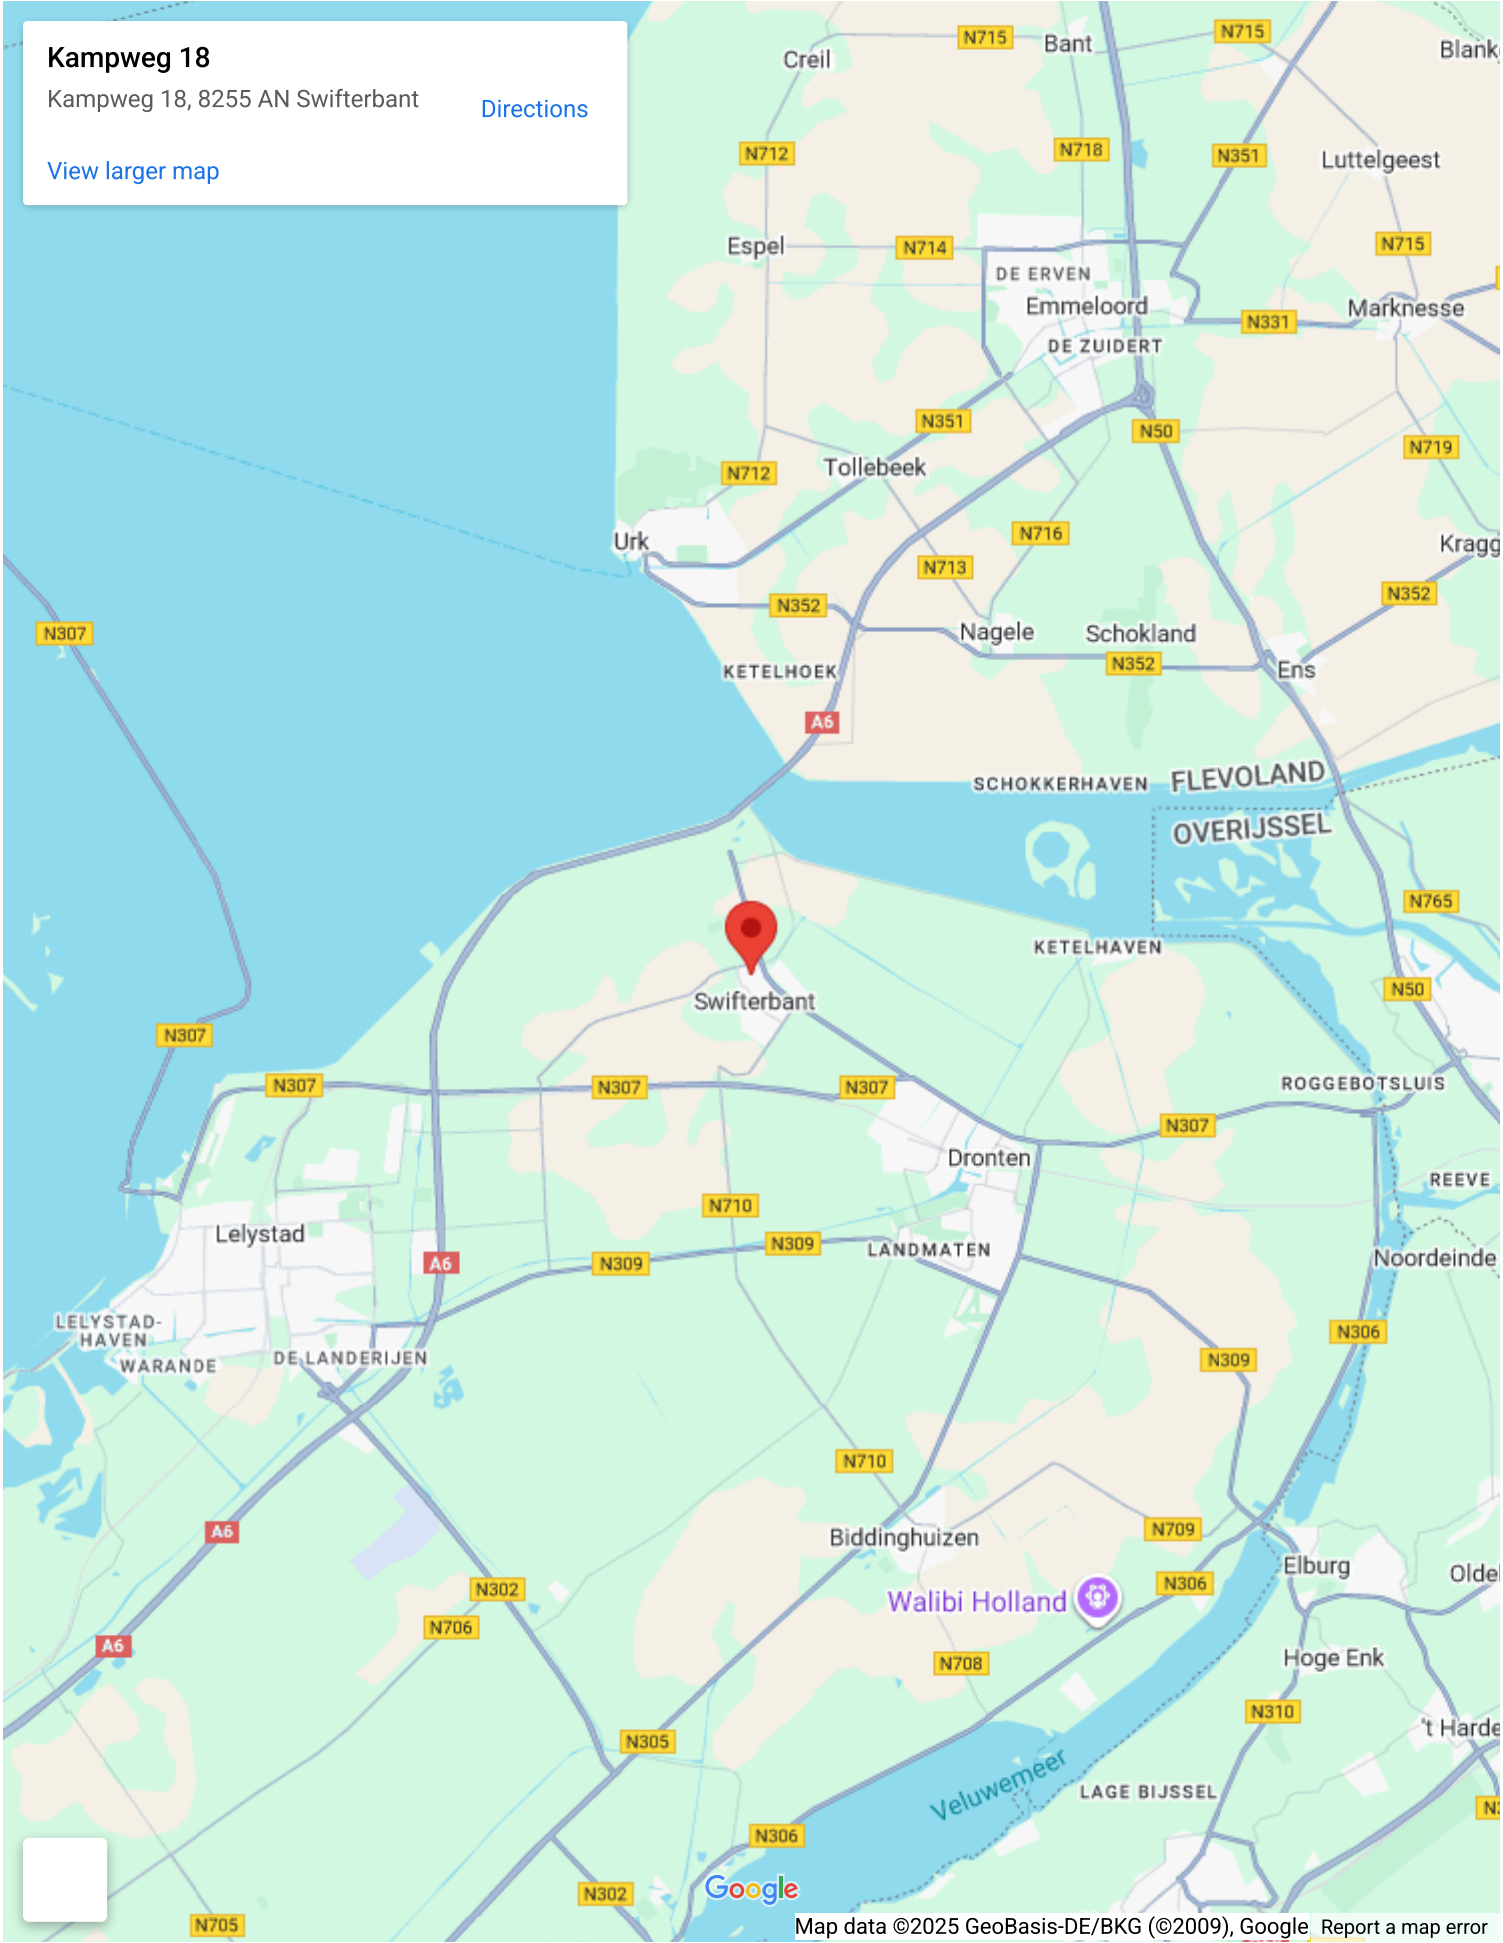 Kampweg 18
Kampweg 18, 8255 AN Swifterbant
Directions
View larger map
Creil
N715
Bant
N715
Blank
N712
N718
N351
Luttelgeest
Espel
N714
N715
DE ERVEN
Emmeloord
N331
Marknesse
DE ZUIDERT
N351
N50
N719
Tollebeek
N712
Urk
N716
Kragg
N713
N352
N352
N307
Nagele
Schokland
N352
Ens
KETELHOEK
A6
SCHOKKERHAVEN
FLEVOLAND
OVERIJSSEL
N765
KETELHAVEN
N50
Swifterbant
N307
N307
N307
N307
ROGGEBOTSLUIS
N307
Dronten
REEVE
N710
Lelystad
N309
LANDMATEN
N309
A6
Noordeinde
LELYSTAD-
HAVEN
N306
WARANDE
DE LANDERIJEN
N309
N710
A6
N709
Biddinghuizen
Elburg
Olde
N302
N306
Walibi Holland
N706
A6
Hoge Enk
N708
N310
't Harde
N305
Veluwemeer
LAGE BIJSSEL
N306
Google
N302
N705
Map data ©2025 GeoBasis-DE/BKG (©2009), Google
Report a map error